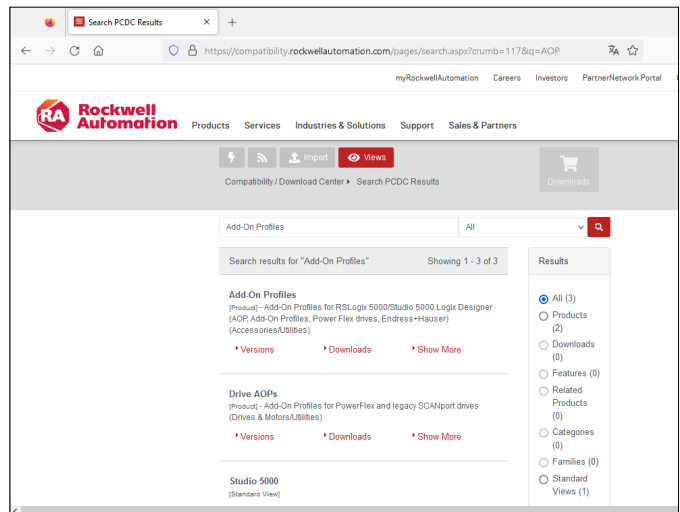 Search PCDC Results
https://compatibility.rockwellautomation.com/pages/search.aspx?crumb=117&q=AOP
myRockwellAutomation Careers Investors PartnerNetwork Portal
RA Rockwell Automation
Products Services Industries & Solutions Support Sales & Partners
Import Views
Compatibility / Download Center Search PCDC Results
Downloads
Add-On Profiles All
Search results for "Add-On Profiles" Showing 1 - 3 of 3
Add-On Profiles
[Product] - Add-On Profiles for RSLogix 5000/Studio 5000 Logix Designer
(AOP, Add-On Profiles, Power Flex drives, Endress+Hauser)
(Accessories/Utilities)
Versions Downloads Show More
Drive AOPs
[Product] - Add-On Profiles for PowerFlex and legacy SCANport drives
(Drives & Motors/Utilities)
Versions Downloads Show More
Studio 5000
[Standard View]
Results
All (3)
Products
(2)
Downloads
(0)
Features (0)
Related
Products
(0)
Categories
(0)
Families (0)
Standard
Views (1)